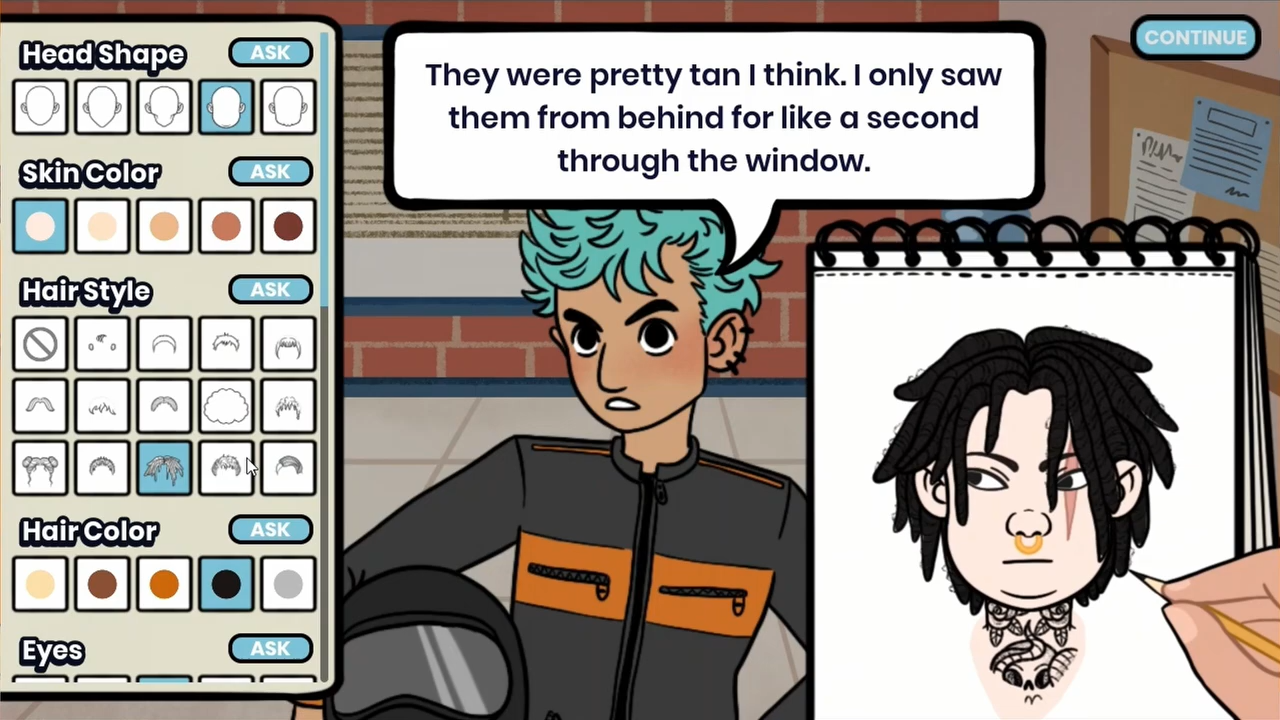 Head Shape
ASK
Skin Color
ASK
Hair Style
ASK
Hair Color
ASK
Eyes
ASK
They were pretty tan I think. I only saw
them from behind for like a second
through the window.
CONTINUE